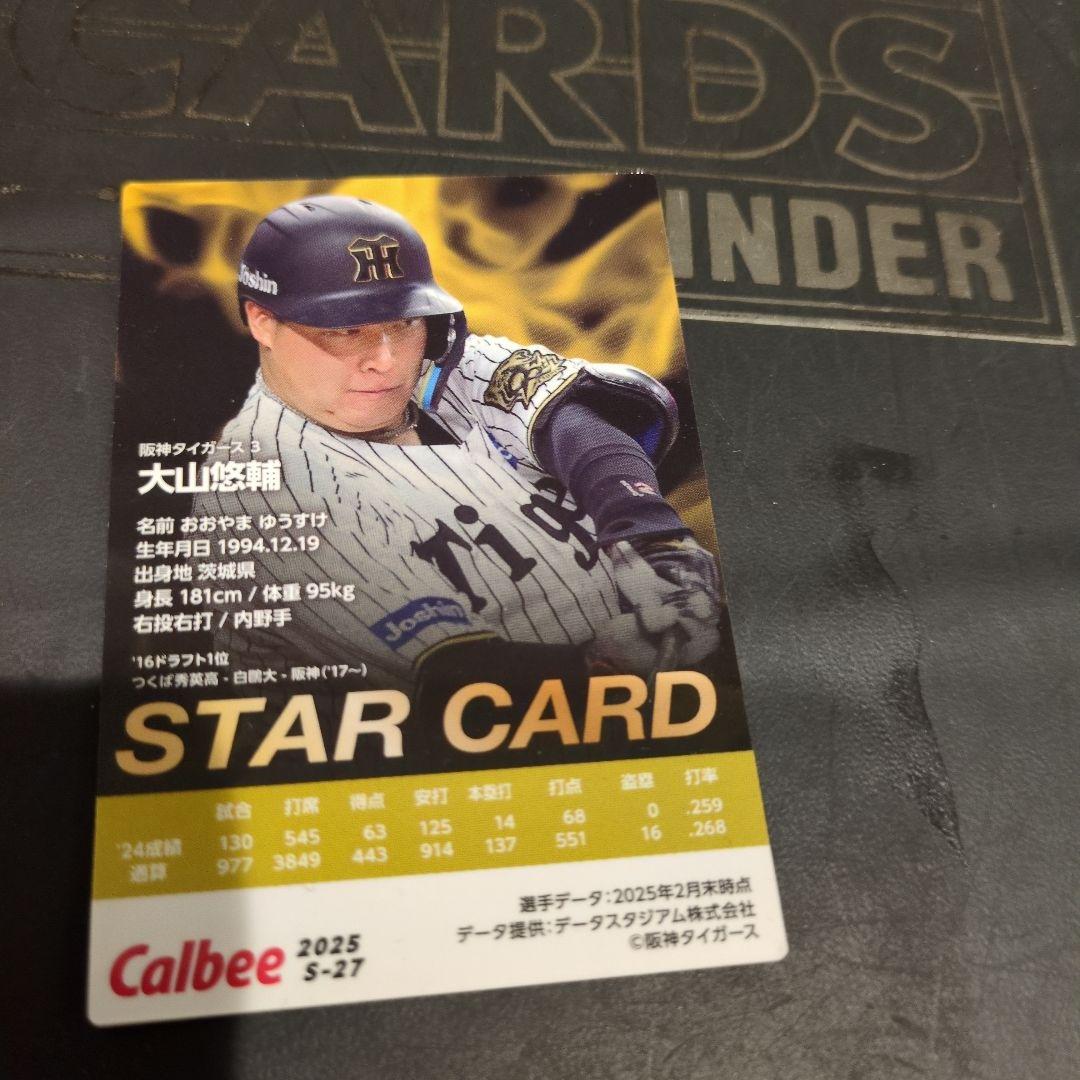 CARDS
INDER
Joshin
阪神タイガース 3
大山悠輔
名前 おおやま ゆうすけ
生年月日 1994.12.19
出身地 茨城県
身長 181cm / 体重 95kg
右投右打 / 内野手
Tige
Joshin
'16ドラフト1位
つくば秀英高 - 白鷗大 - 阪神('17〜)
STAR CARD
試合 打席 得点 安打 本塁打 打点 盗塁 打率
'24成績 130 545 63 125 14 68 0 .259
通算 977 3849 443 914 137 551 16 .268
選手データ:2025年2月末時点
データ提供:データスタジアム株式会社
©阪神タイガース
Calbee 2025
S-27